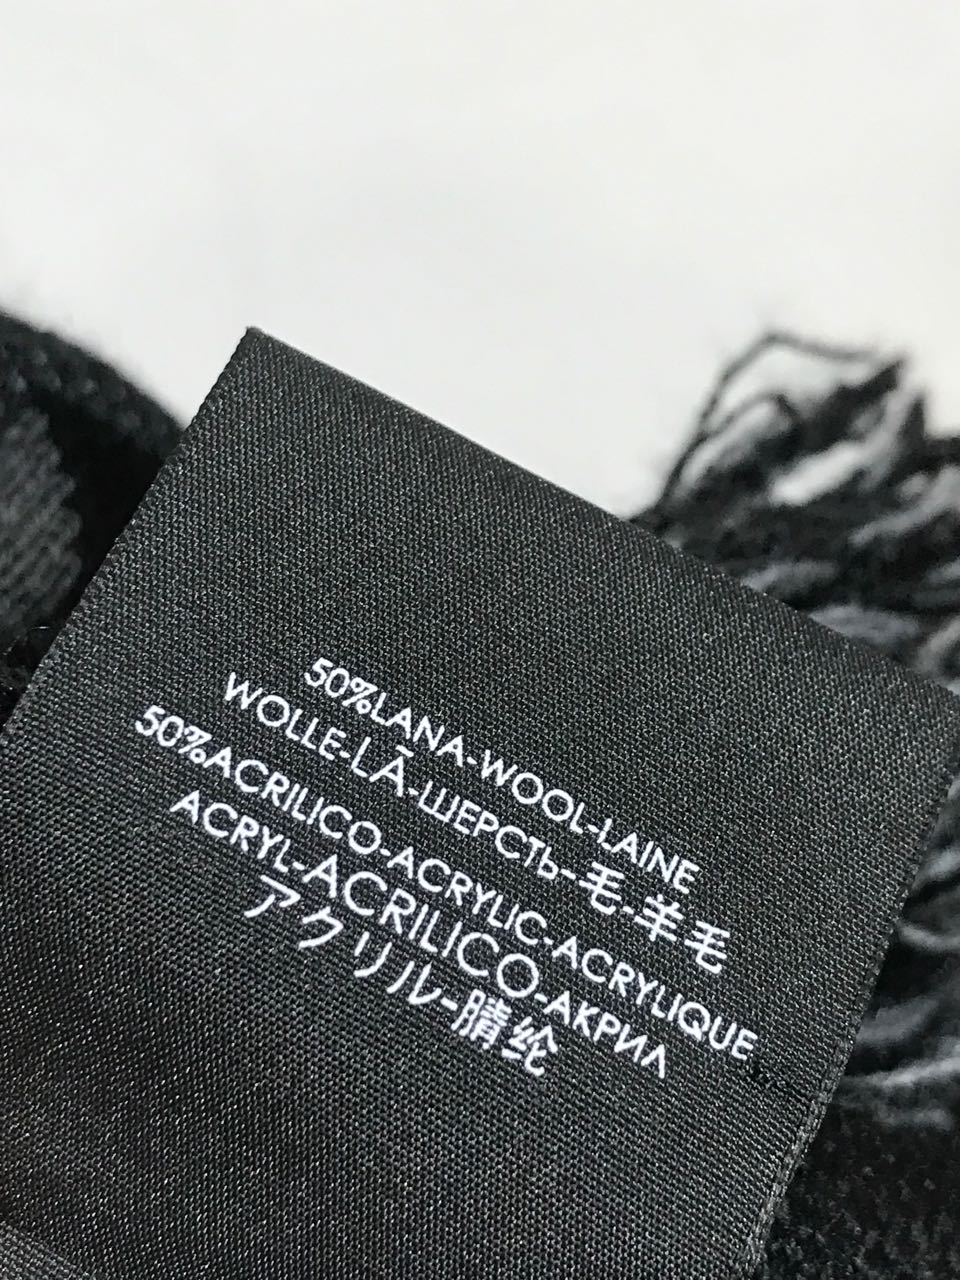 50%LANA-WOOL-LAINE
WOLLE-LÃ-ШЕРСТЬ-毛-羊毛
50%ACRILICO-ACRYLIC-ACRYLIQUE
ACRYL-ACRILICO-АКРИЛ
アクリル-腈纶